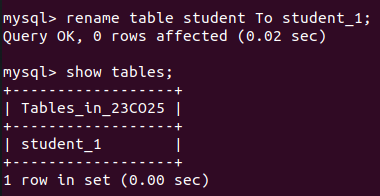 mysql> rename table student To student_1;
Query OK, 0 rows affected (0.02 sec)
mysql> show tables;
+------------------+
| Tables_in_23CO25 |
+------------------+
| student_1        |
+------------------+
1 row in set (0.00 sec)